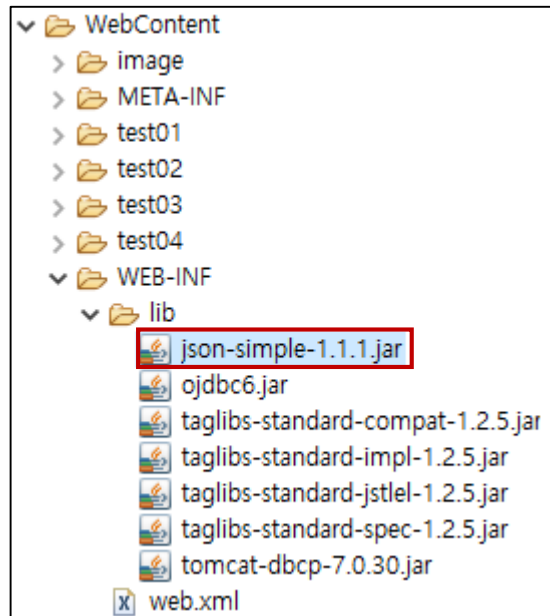 WebContent
image
META-INF
test01
test02
test03
test04
WEB-INF
lib
json-simple-1.1.1.jar
ojdbc6.jar
taglibs-standard-compat-1.2.5.jar
taglibs-standard-impl-1.2.5.jar
taglibs-standard-jstlel-1.2.5.jar
taglibs-standard-spec-1.2.5.jar
tomcat-dbcp-7.0.30.jar
web.xml